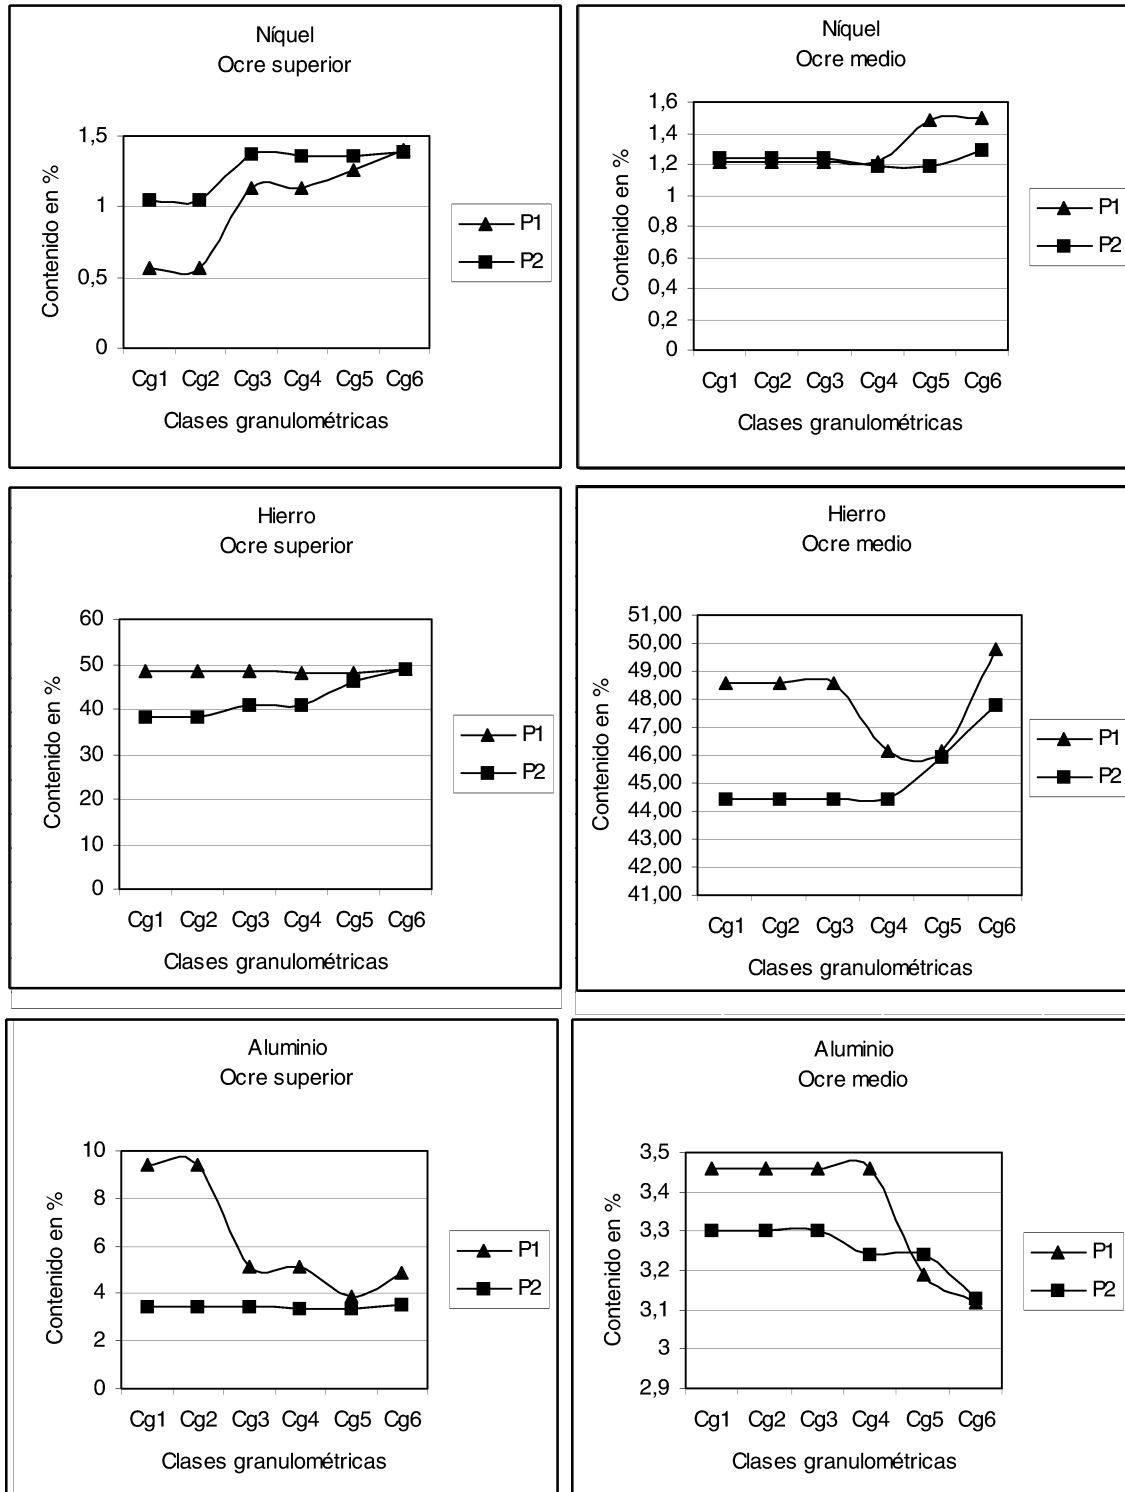 Níquel
Ocre superior
Contenido en %
1,5
1
0,5
0
Cg1 Cg2 Cg3 Cg4 Cg5 Cg6
Clases granulométricas
P1
P2
Níquel
Ocre medio
Contenido en %
1,6
1,4
1,2
1
0,8
0,6
0,4
0,2
0
Cg1 Cg2 Cg3 Cg4 Cg5 Cg6
Clases granulométricas
P1
P2
Hierro
Ocre superior
Contenido en %
60
50
40
30
20
10
0
Cg1 Cg2 Cg3 Cg4 Cg5 Cg6
Clases granulométricas
P1
P2
Hierro
Ocre medio
Contenido en %
51,00
50,00
49,00
48,00
47,00
46,00
45,00
44,00
43,00
42,00
41,00
Cg1 Cg2 Cg3 Cg4 Cg5 Cg6
Clases granulométricas
P1
P2
Aluminio
Ocre superior
Contenido en %
10
8
6
4
2
0
Cg1 Cg2 Cg3 Cg4 Cg5 Cg6
Clases granulométricas
P1
P2
Aluminio
Ocre medio
Contenido en %
3,5
3,4
3,3
3,2
3,1
3
2,9
Cg1 Cg2 Cg3 Cg4 Cg5 Cg6
Clases granulométricas
P1
P2